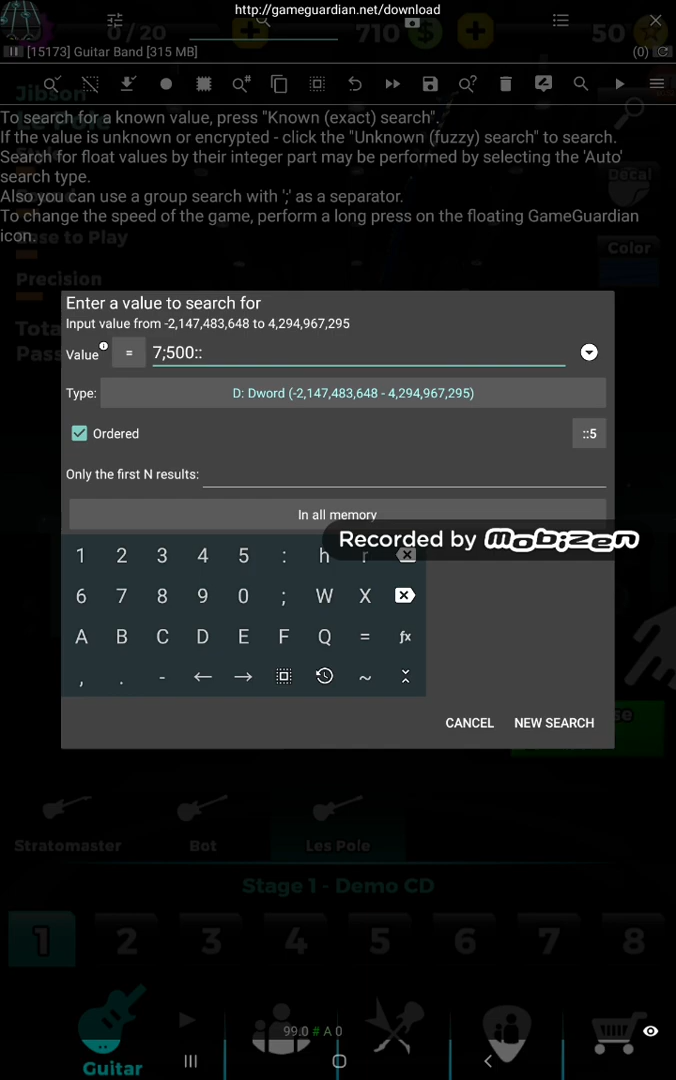 http://gameguardian.net/download
0 / 20
710
50
[15173] Guitar Band [315 MB]
(0)
To search for a known value, press "Known (exact) search".
If the value is unknown or encrypted - click the "Unknown (fuzzy) search" to search.
Search for float values by their integer part may be performed by selecting the 'Auto'
search type.
Also you can use a group search with ';' as a separator.
To change the speed of the game, perform a long press on the floating GameGuardian
icon.
Jibson
Decal
Ease to Play
Color
Precision
Enter a value to search for
Input value from -2,147,483,648 to 4,294,967,295
Value = 7;500::
Type: D: Dword (-2,147,483,648 - 4,294,967,295)
Ordered ::5
Only the first N results:
In all memory
Recorded by mobizen
1 2 3 4 5 : h r
6 7 8 9 0 ; W X
A B C D E F Q = fx
, . - ← → ~
CANCEL NEW SEARCH
Stratomaster Bot Les Pole
Stage 1 - Demo CD
1 2 3 4 5 6 7 8
99.0 # A 0
Guitar